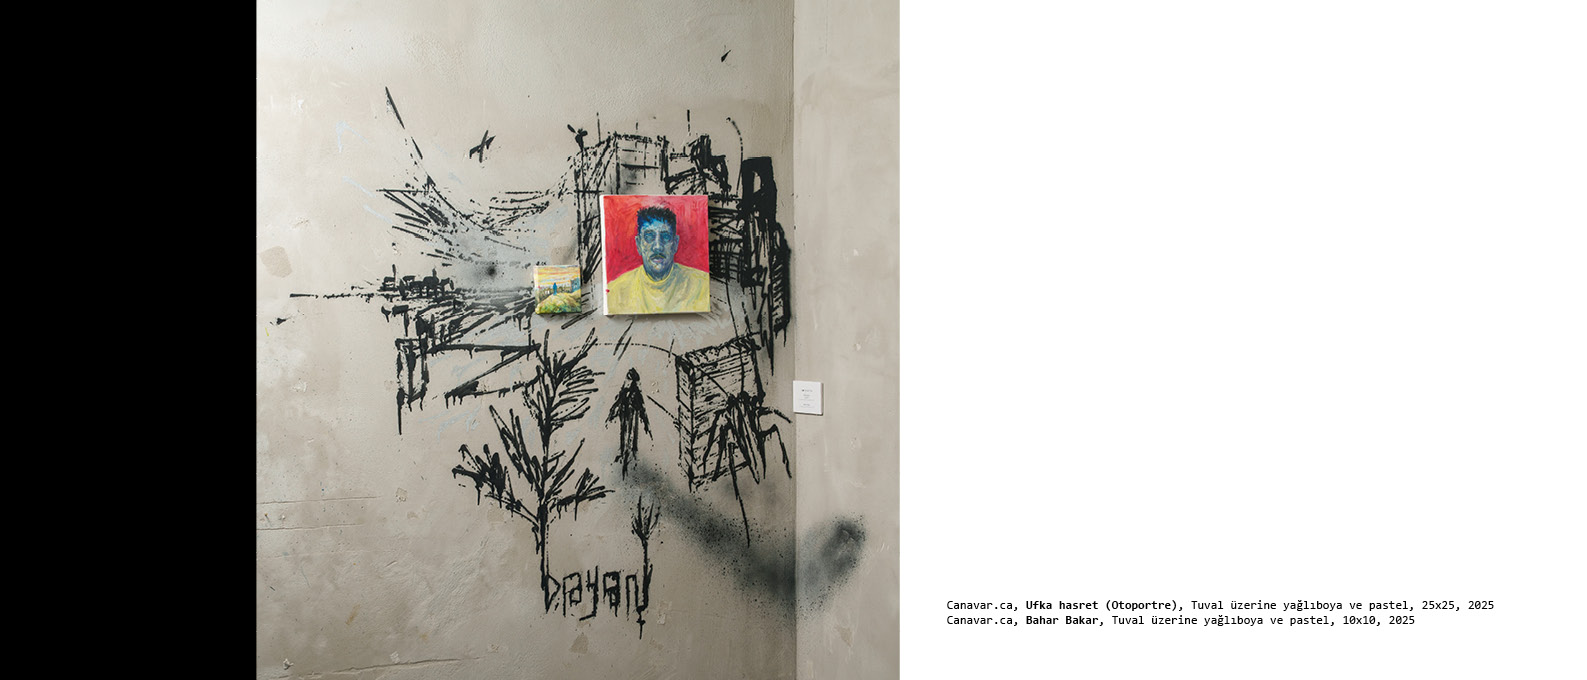 Dayan
Canavar.ca, Ufka hasret (Otoportre), Tuval üzerine yağlıboya ve pastel, 25x25, 2025
Canavar.ca, Bahar Bakar, Tuval üzerine yağlıboya ve pastel, 10x10, 2025